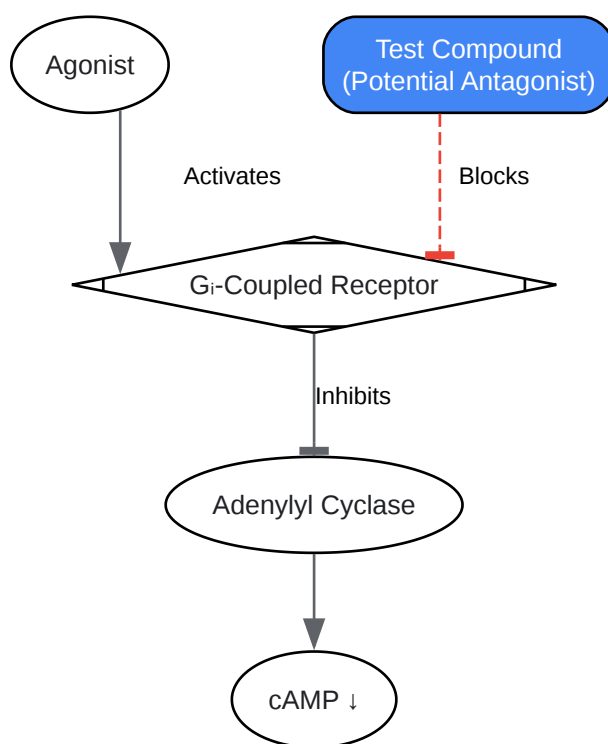 Agonist
Test Compound
(Potential Antagonist)
Activates
Blocks
Gᵢ-Coupled Receptor
Inhibits
Adenylyl Cyclase
cAMP ↓